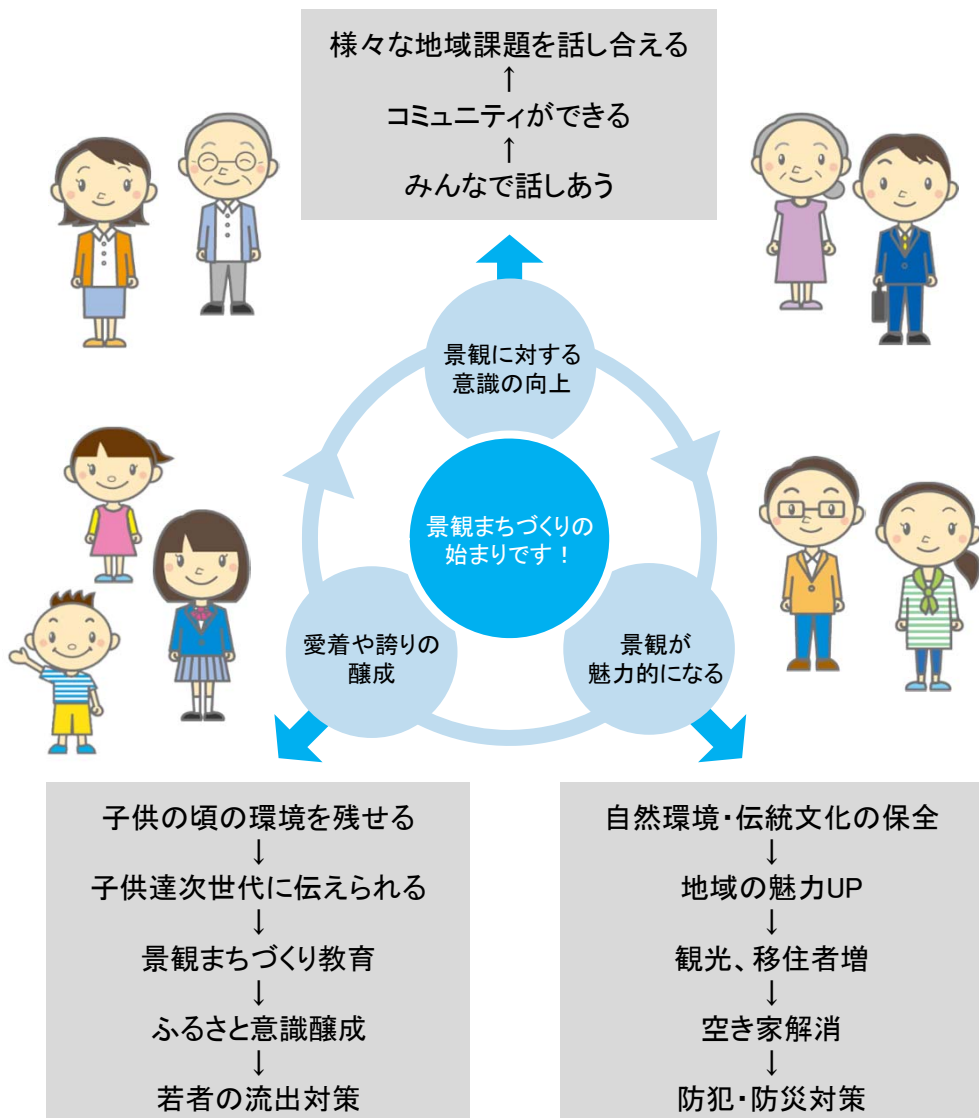 様々な地域課題を話し合える
↑
コミュニティができる
↑
みんなで話しあう
景観に対する
意識の向上
景観まちづくりの
始まりです！
愛着や誇りの
醸成
景観が
魅力的になる
子供の頃の環境を残せる
↓
子供達次世代に伝えられる
↓
景観まちづくり教育
↓
ふるさと意識醸成
↓
若者の流出対策
自然環境・伝統文化の保全
↓
地域の魅力UP
↓
観光、移住者増
↓
空き家解消
↓
防犯・防災対策